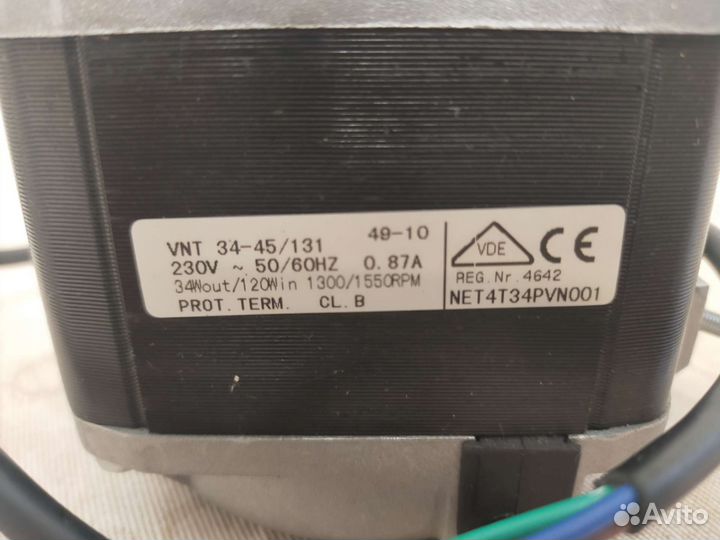 VNT 34-45/131 49-10
230V ~ 50/60HZ 0.87A
34Wout/120Win 1300/1550RPM
PROT.TERM. CL.B
VDE CE
REG.Nr.4642
NET4T34PVN001
Avito